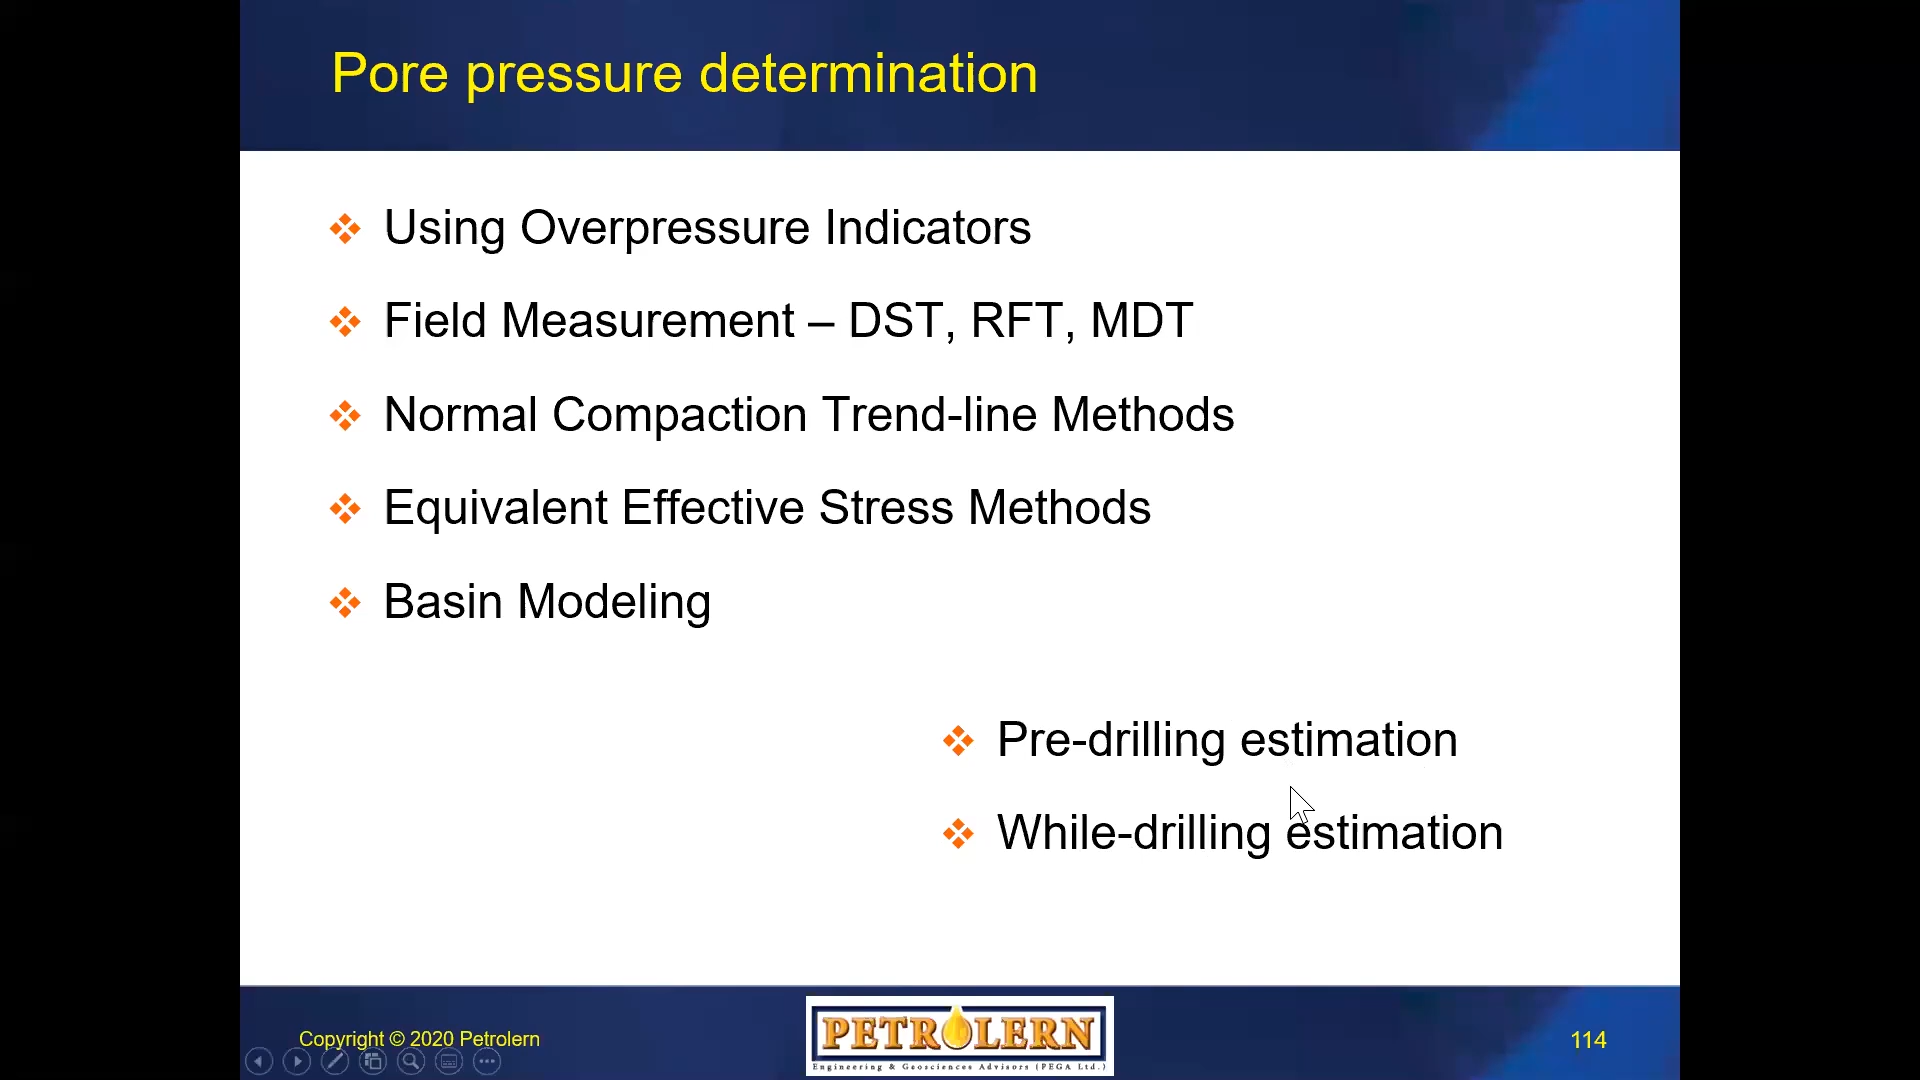 Pore pressure determination
Using Overpressure Indicators
Field Measurement – DST, RFT, MDT
Normal Compaction Trend-line Methods
Equivalent Effective Stress Methods
Basin Modeling
Pre-drilling estimation
While-drilling estimation
Copyright © 2020 Petrolern
PETROLERN
Engineering & Geosciences Advisors (PEGA Ltd.)
114